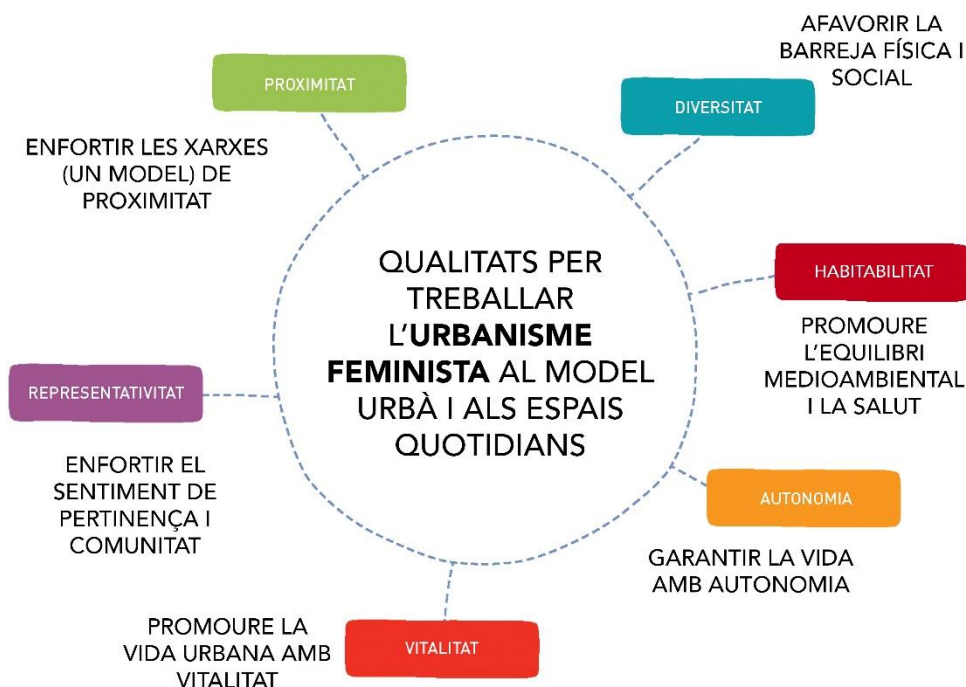 PROXIMITAT
ENFORTIR LES XARXES
(UN MODEL) DE
PROXIMITAT
AFAVORIR LA
BARREJA FÍSICA I
SOCIAL
DIVERSITAT
QUALITATS PER
TREBALLAR
L'URBANISME
FEMINISTA AL MODEL
URBÀ I ALS ESPAIS
QUOTIDIANS
HABITABILITAT
PROMOURE
L'EQUILIBRI
MEDIOAMBIENTAL
I LA SALUT
REPRESENTATIVITAT
ENFORTIR EL
SENTIMENT DE
PERTINENÇA I
COMUNITAT
AUTONOMIA
GARANTIR LA VIDA
AMB AUTONOMIA
PROMOURE LA
VIDA URBANA AMB
VITALITAT
VITALITAT